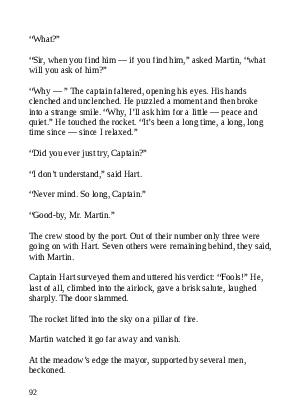 “What?”
“Sir, when you find him — if you find him,” asked Martin, “what
will you ask of him?”
“Why — ” The captain faltered, opening his eyes. His hands
clenched and unclenched. He puzzled a moment and then broke
into a strange smile. “Why, I’ll ask him for a little — peace and
quiet.” He touched the rocket. “It’s been a long time, a long, long
time since — since I relaxed.”
“Did you ever just try, Captain?”
“I don’t understand,” said Hart.
“Never mind. So long, Captain.”
“Good-by, Mr. Martin.”
The crew stood by the port. Out of their number only three were
going on with Hart. Seven others were remaining behind, they said,
with Martin.
Captain Hart surveyed them and uttered his verdict: “Fools!” He,
last of all, climbed into the airlock, gave a brisk salute, laughed
sharply. The door slammed.
The rocket lifted into the sky on a pillar of fire.
Martin watched it go far away and vanish.
At the meadow’s edge the mayor, supported by several men,
beckoned.
92